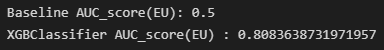 Baseline AUC_score(EU): 0.5
XGBClassifier AUC_score(EU) : 0.8083638731971957